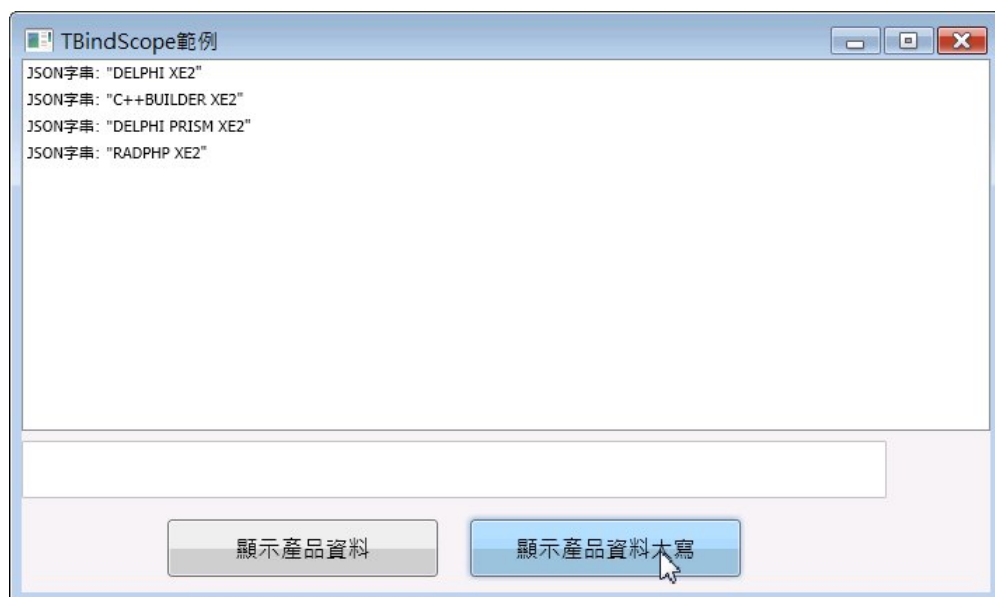 TBindScope範例
JSON字串: "DELPHI XE2"
JSON字串: "C++BUILDER XE2"
JSON字串: "DELPHI PRISM XE2"
JSON字串: "RADPHP XE2"
顯示產品資料
顯示產品資料大寫